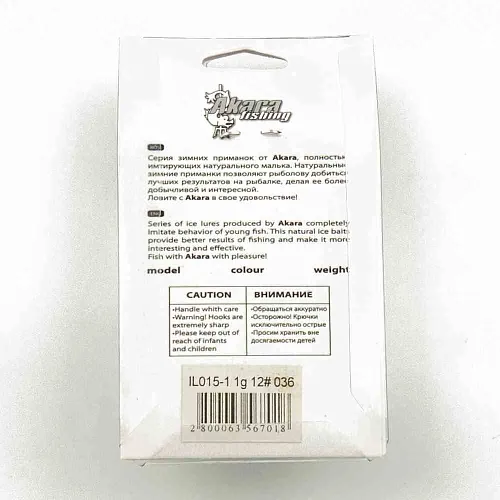 Akara
fishing
Серия зимних приманок от Akara, полностью
имтирующих натурального малька. Натуральные
зимние приманки позволяют рыболову добиться
лучших результатов на рыбалке, делая ее более
добычливой и интересной.
Ловите с Akara в свое удовольствие!
Series of ice lures produced by Akara completely
imitate behavior of young fish. This natural ice baits
provide better results of fishing and make it more
interesting and effective.
Fish with Akara with pleasure!
model colour weight
CAUTION ВНИМАНИЕ
•Handle whith care •Обращаться аккуратно
•Warning! Hooks are •Осторожно! Крючки
extremely sharp исключительно острые
•Please keep out of •Просим хранить вне
reach of infants досягаемости детей
and children
IL015-1 1g 12# 036
2 800063 567018